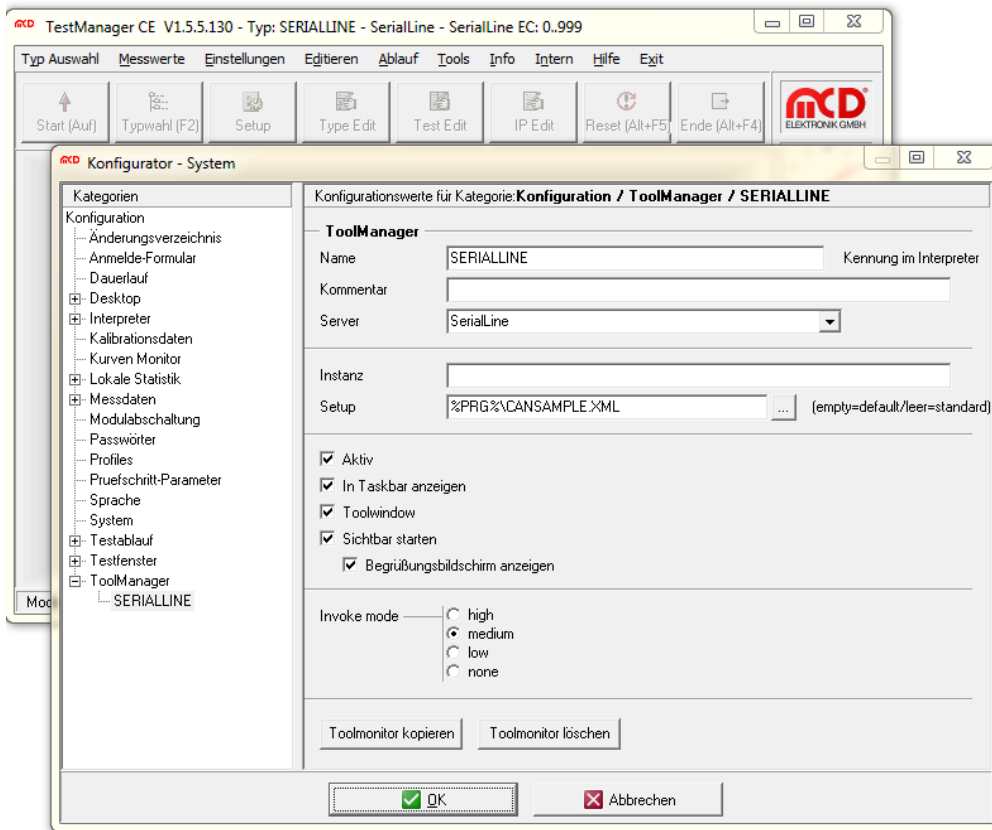 TestManager CE V1.5.5.130 - Typ: SERIALLINE - SerialLine - SerialLine EC: 0..999
Typ Auswahl Messwerte Einstellungen Editieren Ablauf Tools Info Intern Hilfe Exit
Start (Auf) Typwahl (F2) Setup Type Edit Test Edit IP Edit Reset (Alt+F5) Ende (Alt+F4)
MCD
ELEKTRONIK GMBH
MCD Konfigurator - System
Kategorien
Konfiguration
Änderungsverzeichnis
Anmelde-Formular
Dauerlauf
Desktop
Interpreter
Kalibrationsdaten
Kurven Monitor
Lokale Statistik
Messdaten
Modulabschaltung
Passwörter
Profiles
Pruefschritt-Parameter
Sprache
System
Testablauf
Testfenster
ToolManager
SERIALLINE
Konfigurationswerte für Kategorie:Konfiguration / ToolManager / SERIALLINE
ToolManager
Name SERIALLINE Kennung im Interpreter
Kommentar
Server SerialLine
Instanz
Setup %PRG%\CANSAMPLE.XML ... (empty=default/leer=standard)
Aktiv
In Taskbar anzeigen
Toolwindow
Sichtbar starten
Begrüßungsbildschirm anzeigen
Invoke mode high
medium
low
none
Toolmonitor kopieren Toolmonitor löschen
OK Abbrechen